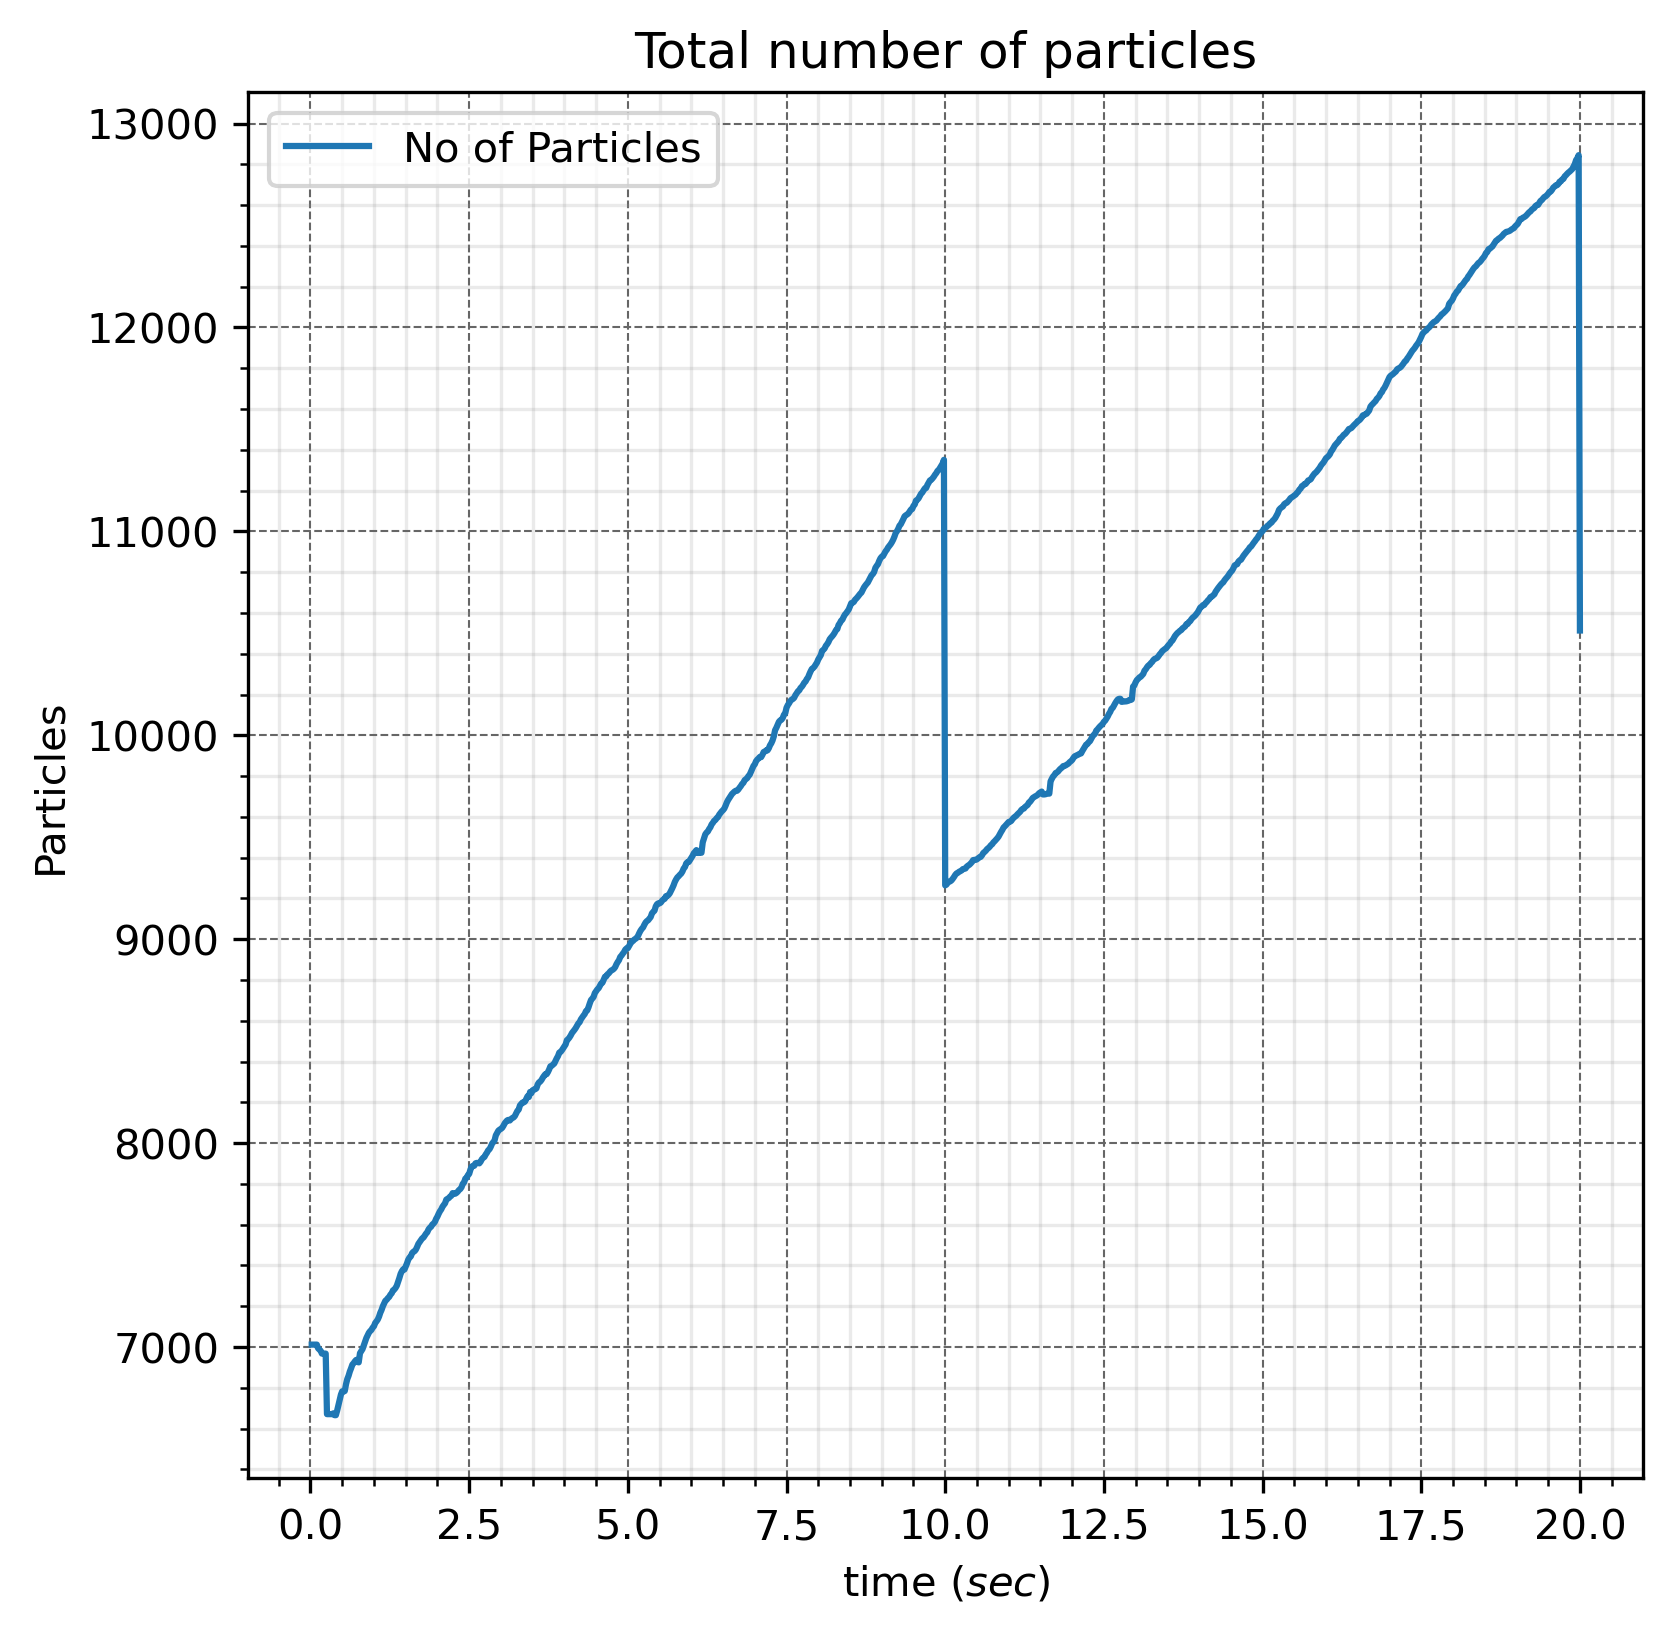 Total number of particles
No of Particles
13000
12000
11000
10000
9000
8000
7000
Particles
0.0 2.5 5.0 7.5 10.0 12.5 15.0 17.5 20.0
time (sec)